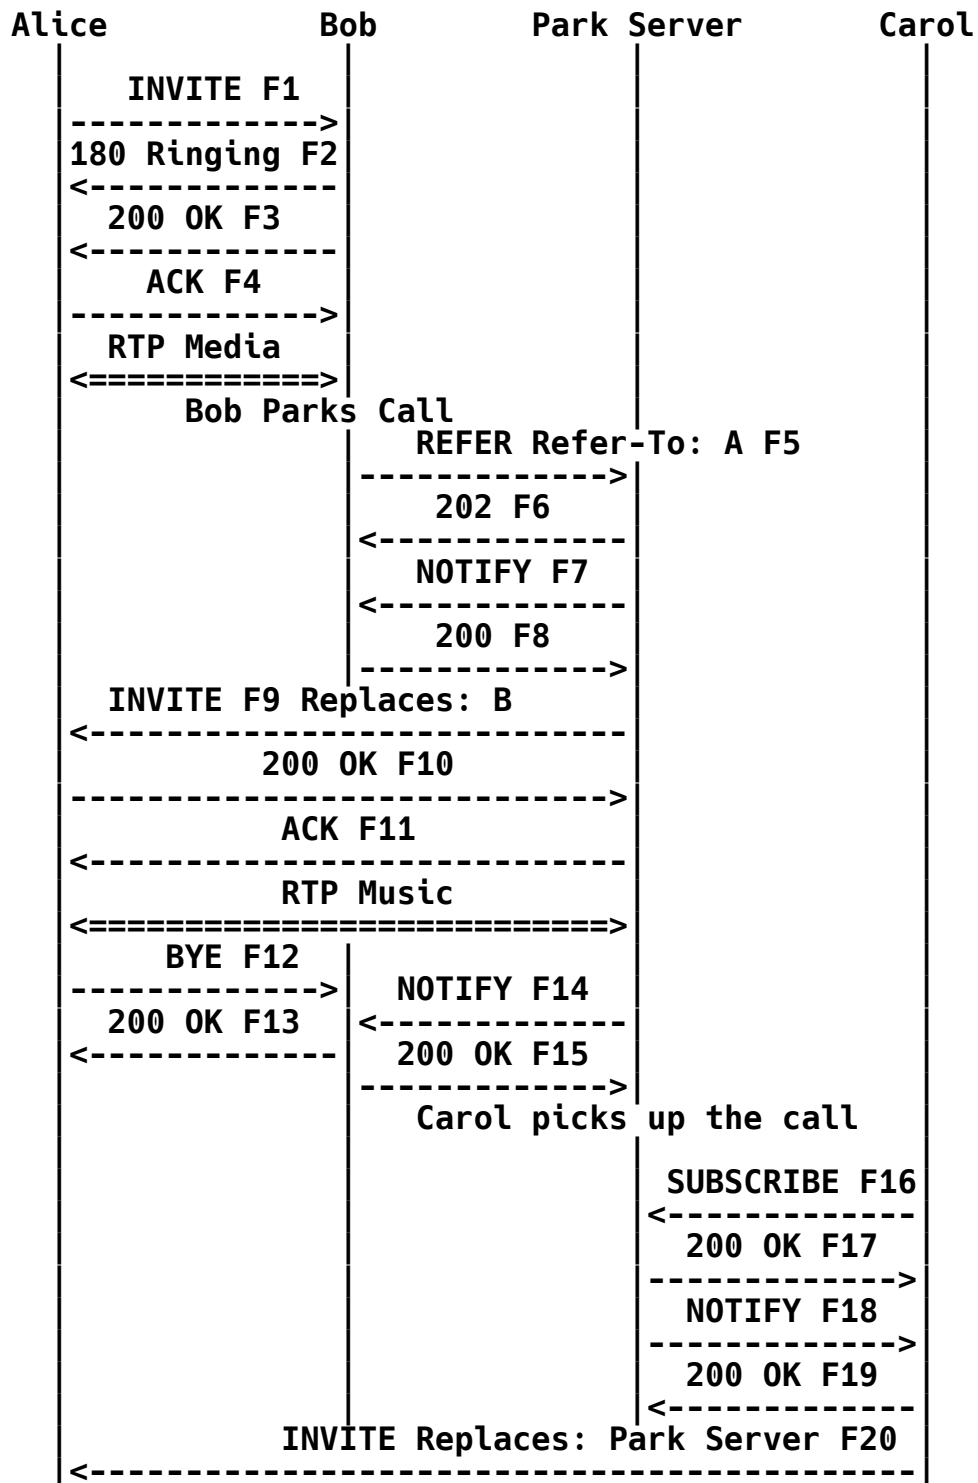 Alice Bob Park Server Carol
INVITE F1
------------->
180 Ringing F2
<-------------
200 OK F3
<-------------
ACK F4
------------->
RTP Media
<============>
Bob Parks Call
REFER Refer-To: A F5
------------->
202 F6
<-------------
NOTIFY F7
<-------------
200 F8
------------->
INVITE F9 Replaces: B
<----------------------------
200 OK F10
---------------------------->
ACK F11
<----------------------------
RTP Music
<===========================>
BYE F12
-------------> NOTIFY F14
200 OK F13 <-------------
<------------- 200 OK F15
------------->
Carol picks up the call
SUBSCRIBE F16
<-------------
200 OK F17
------------->
NOTIFY F18
------------->
200 OK F19
<-------------
INVITE Replaces: Park Server F20
<-------------------------------------------